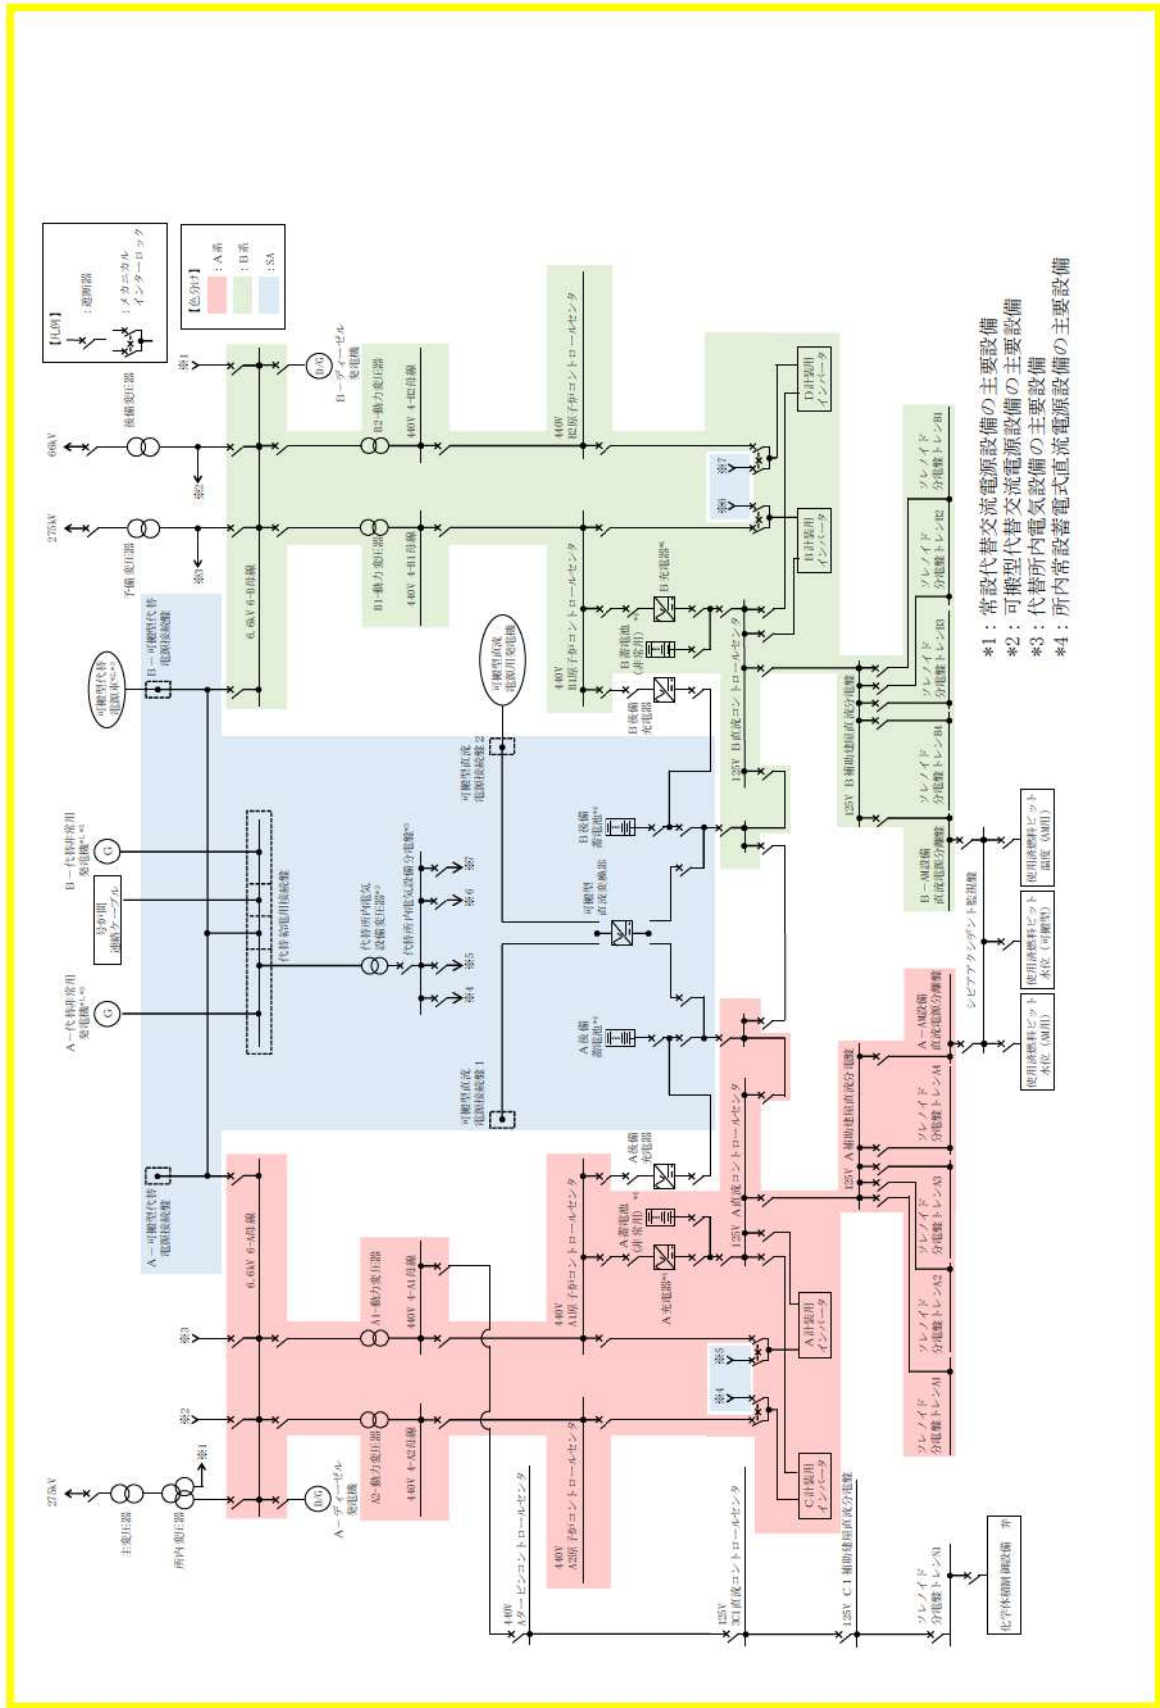 【凡例】
：遮断器
：メカニカル
インターロック
【色分け】
：A系
：B系
：SA
275kV
主変圧器
所内変圧器
※1
※2
※3
A－ディーゼル
発電機
D/G
6.6kV 6-A母線
A－可搬型代替
電源接続盤
A－代替非常用
発電機*1,*3
G
号炉間
連絡ケーブル
B－代替非常用
発電機*1,*3
G
代替給電用接続盤
可搬型代替
電源車*2,*3
B－可搬型代替
電源接続盤
275kV
予備変圧器
※3
66kV
後備変圧器
※2
※1
6.6kV 6-B母線
D/G
B－ディーゼル
発電機
A2-動力変圧器
440V 4-A2母線
A1-動力変圧器
440V 4-A1母線
代替所内電気
設備変圧器*3
代替所内電気設備分電盤*3
※4
※5
※6
※7
B1-動力変圧器
440V 4-B1母線
B2-動力変圧器
440V 4-B2母線
440V
Aタービンコントロールセンタ
440V
A2原子炉コントロールセンタ
440V
A1原子炉コントロールセンタ
可搬型直流
電源接続盤 1
可搬型直流
電源接続盤 2
可搬型直流
電源用発電機
440V
B1原子炉コントロールセンタ
440V
B2原子炉コントロールセンタ
A充電器*4
A蓄電池
(非常用)*4
A後備
充電器
A後備
蓄電池*4
可搬型
直流変換器
B後備
蓄電池*4
B後備
充電器
B蓄電池
(非常用)
B充電器*4
125V
3C1直流コントロールセンタ
※4
※5
125V A直流コントロールセンタ
125V B直流コントロールセンタ
※6
※7
C計装用
インバータ
A計装用
インバータ
B計装用
インバータ
D計装用
インバータ
125V C1補助建屋直流分電盤
125V A補助建屋直流分電盤
125V B補助建屋直流分電盤
ソレノイド
分電盤トレンN1
ソレノイド
分電盤トレンA1
ソレノイド
分電盤トレンA2
ソレノイド
分電盤トレンA3
ソレノイド
分電盤トレンA4
A－AM設備
直流電源分離盤
B－AM設備
直流電源分離盤
ソレノイド
分電盤トレンB4
ソレノイド
分電盤トレンB3
ソレノイド
分電盤トレンB2
ソレノイド
分電盤トレンB1
シビアアクシデント監視盤
化学体積制御設備 弁
使用済燃料ピット
水位（AM用）
使用済燃料ピット
水位（可搬型）
使用済燃料ピット
温度（AM用）
*1：常設代替交流電源設備の主要設備
*2：可搬型代替交流電源設備の主要設備
*3：代替所内電気設備の主要設備
*4：所内常設蓄電式直流電源設備の主要設備